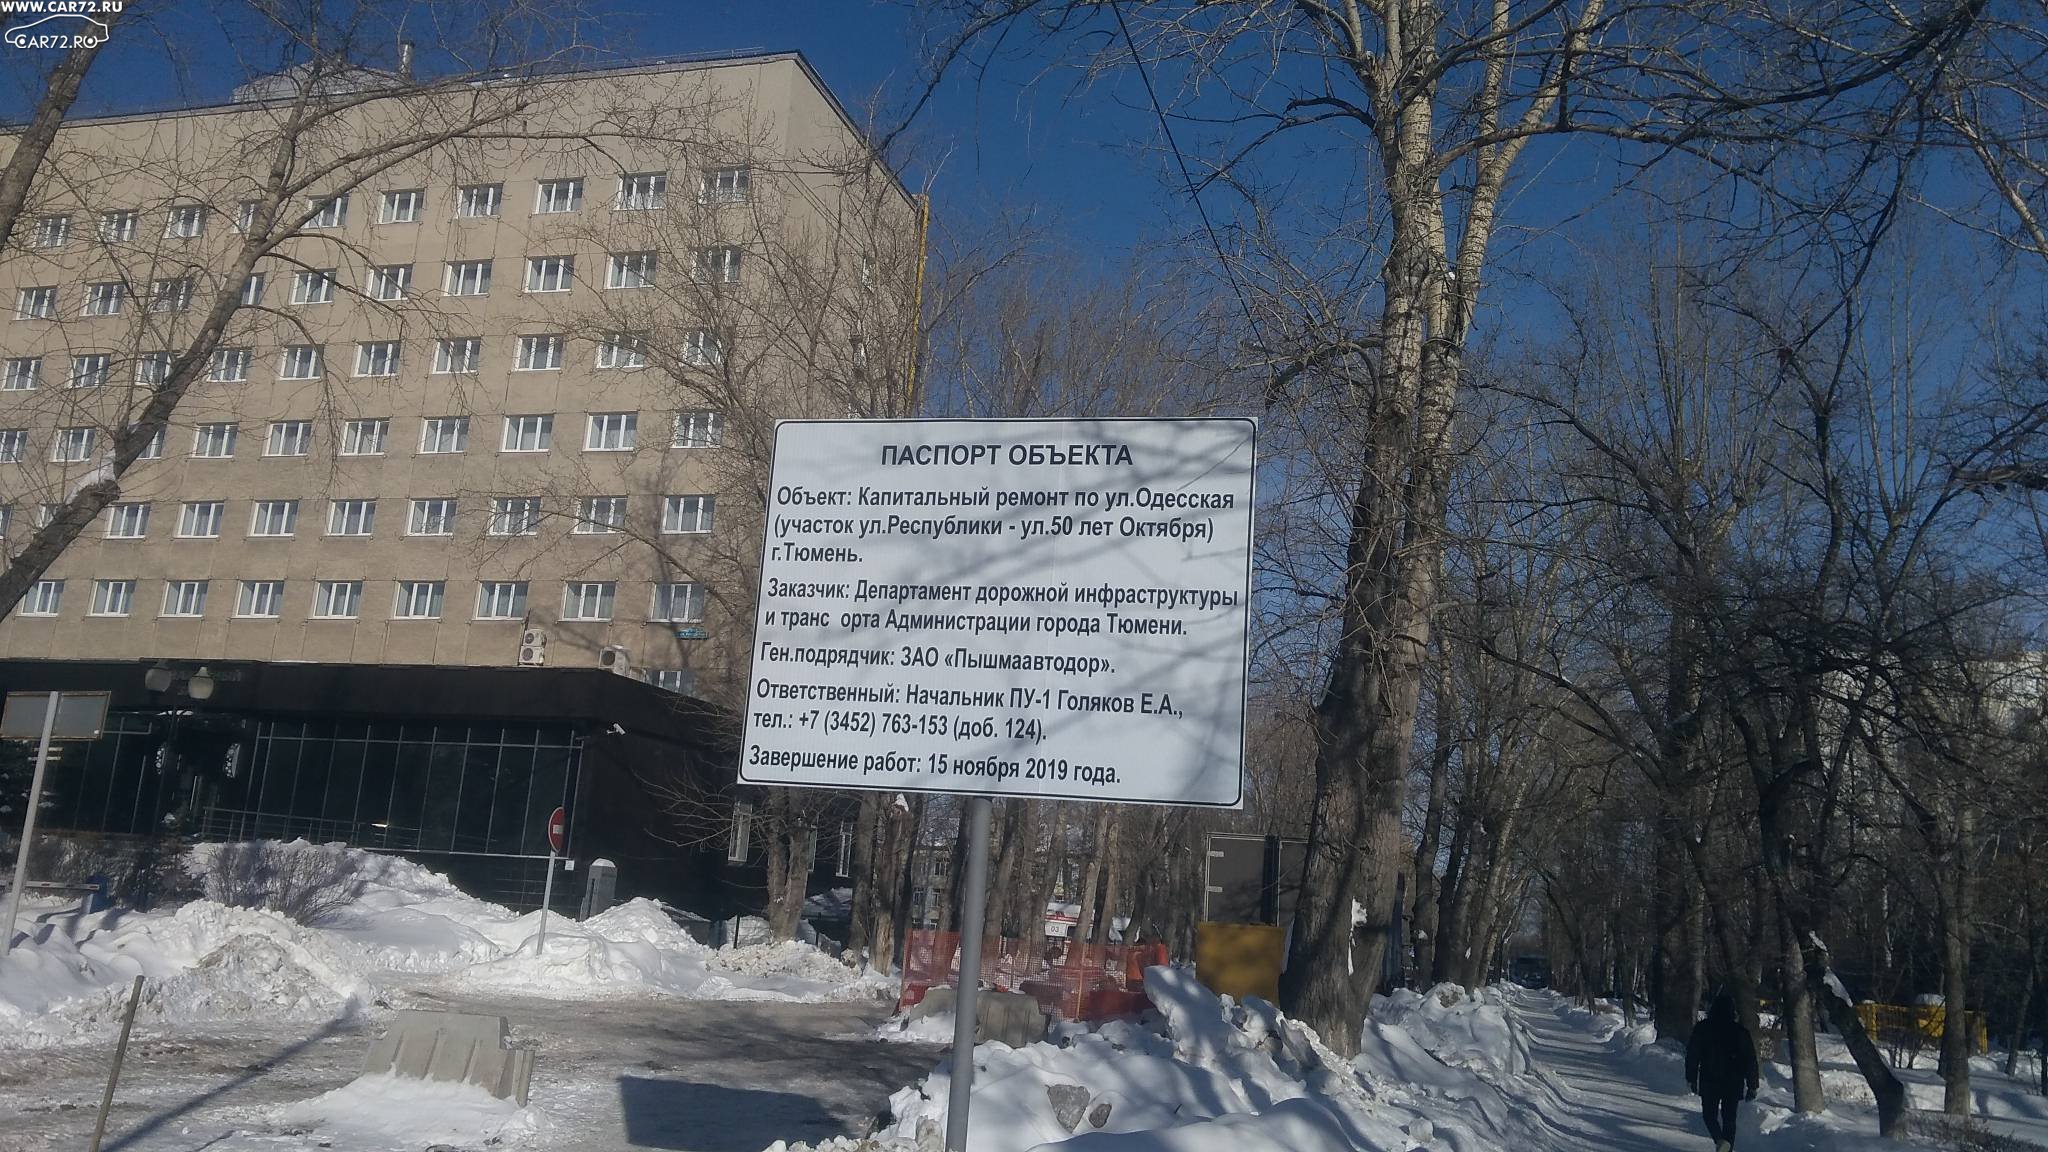 WWW.CAR72.RU
CAR72.RU
ПАСПОРТ ОБЪЕКТА
Объект: Капитальный ремонт по ул.Одесская
(участок ул.Республики - ул.50 лет Октября)
г.Тюмень.
Заказчик: Департамент дорожной инфраструктуры
и транс орта Администрации города Тюмени.
Ген.подрядчик: ЗАО «Пышмаавтодор».
Ответственный: Начальник ПУ-1 Голяков Е.А.,
тел.: +7 (3452) 763-153 (доб. 124).
Завершение работ: 15 ноября 2019 года.
03